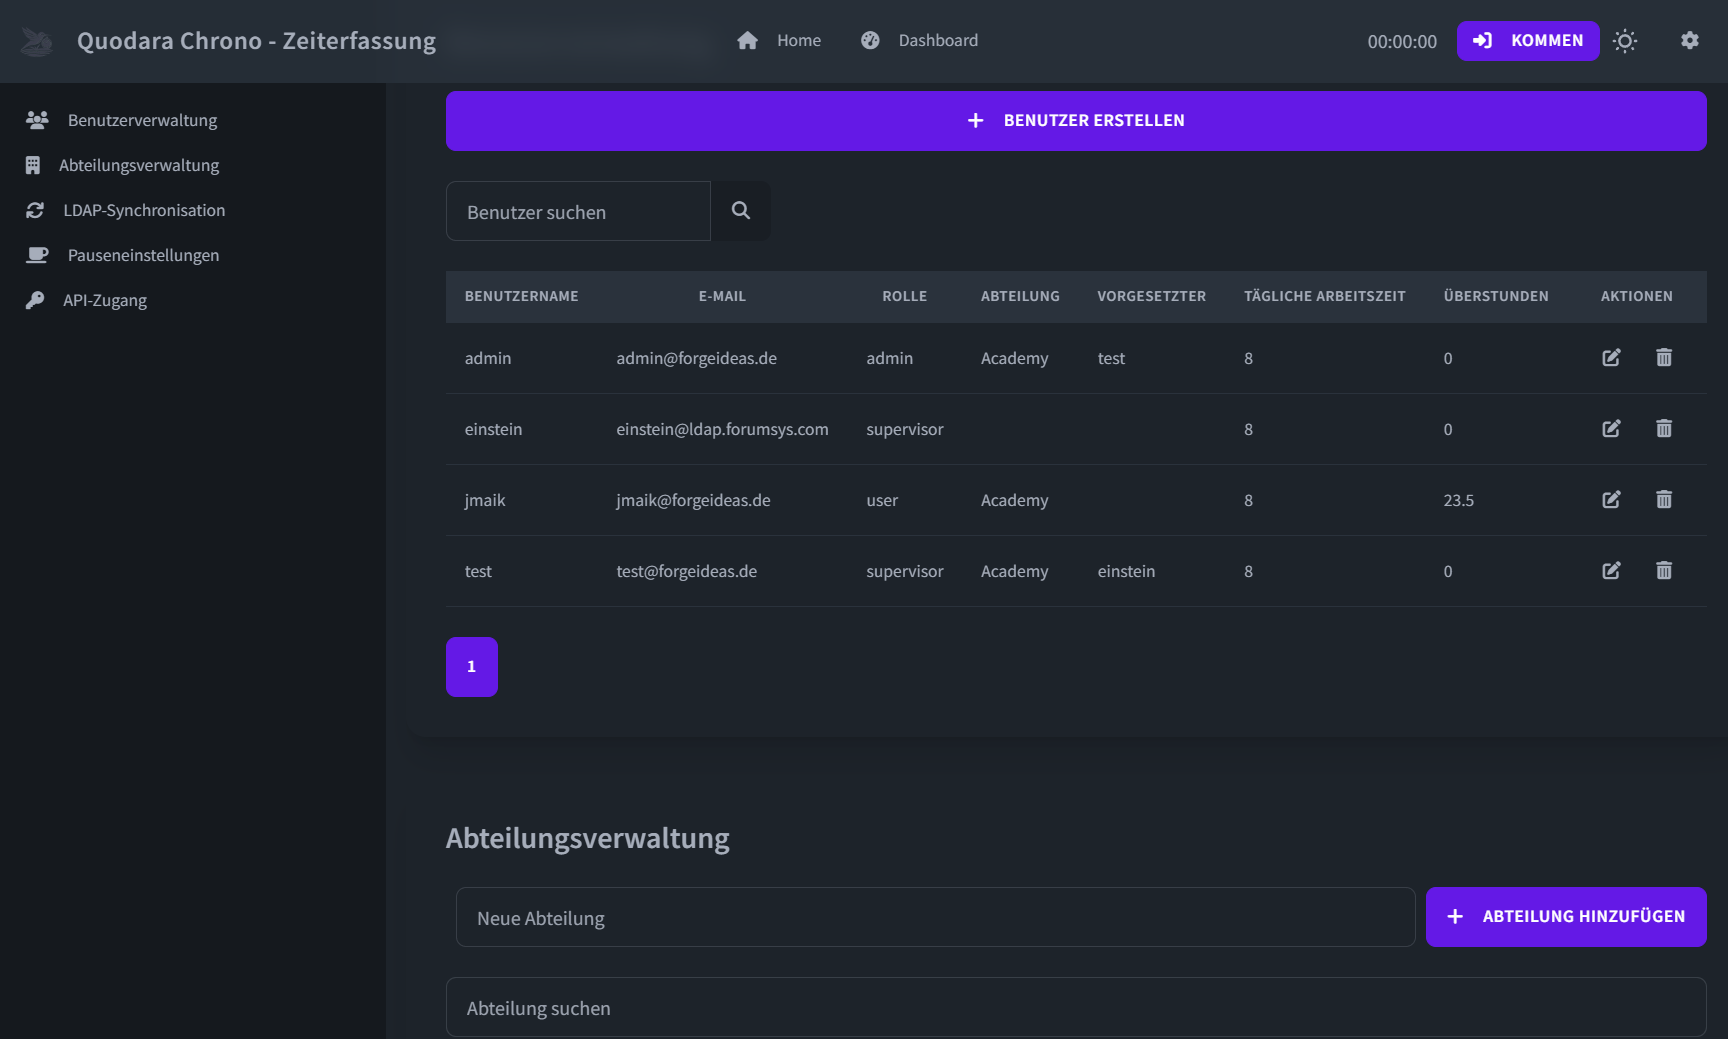 Quodara Chrono - Zeiterfassung Home Dashboard 00:00:00 KOMMEN
Benutzerverwaltung
Abteilungsverwaltung
LDAP-Synchronisation
Pauseneinstellungen
API-Zugang
BENUTZER ERSTELLEN
Benutzer suchen
BENUTZERNAME E-MAIL ROLLE ABTEILUNG VORGESETZTER TÄGLICHE ARBEITSZEIT ÜBERSTUNDEN AKTIONEN
admin admin@forgeideas.de admin Academy test 8 0
einstein einstein@ldap.forumsys.com supervisor 8 0
jmaik jmaik@forgeideas.de user Academy 8 23.5
test test@forgeideas.de supervisor Academy einstein 8 0
1
Abteilungsverwaltung
Neue Abteilung ABTEILUNG HINZUFÜGEN
Abteilung suchen